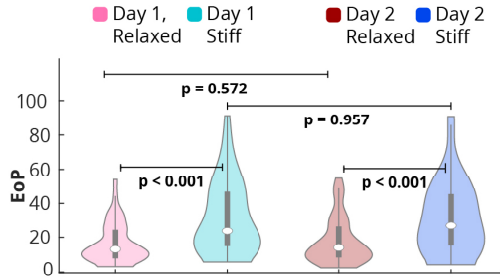 Day 1,
Relaxed
Day 1
Stiff
Day 2
Relaxed
Day 2
Stiff
p = 0.572
p - 0.957
p < 0.001
p < 0.001
EoP
100
80
60
40
20
0